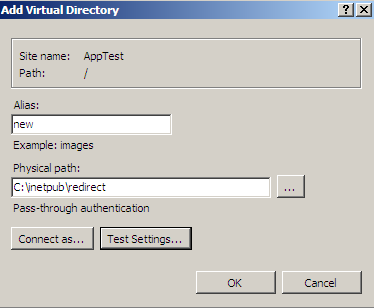 Add Virtual Directory
Site name: AppTest
Path: /
Alias:
new
Example: images
Physical path:
C:\inetpub\redirect
...
Pass-through authentication
Connect as... Test Settings...
OK Cancel